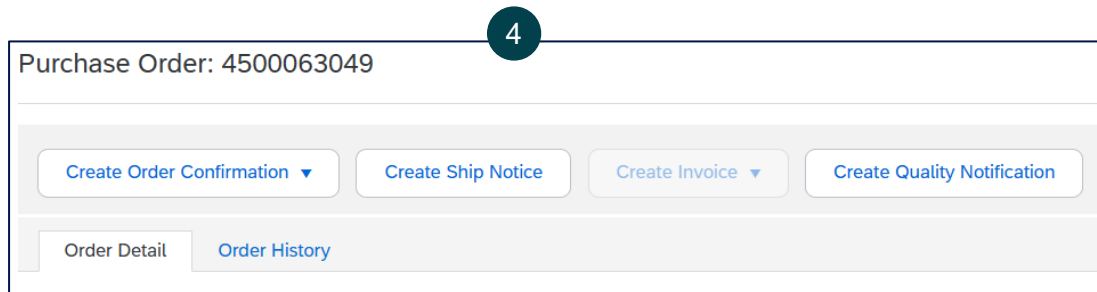 4
Purchase Order: 4500063049
Create Order Confirmation ▼ Create Ship Notice Create Invoice ▼ Create Quality Notification
Order Detail Order History